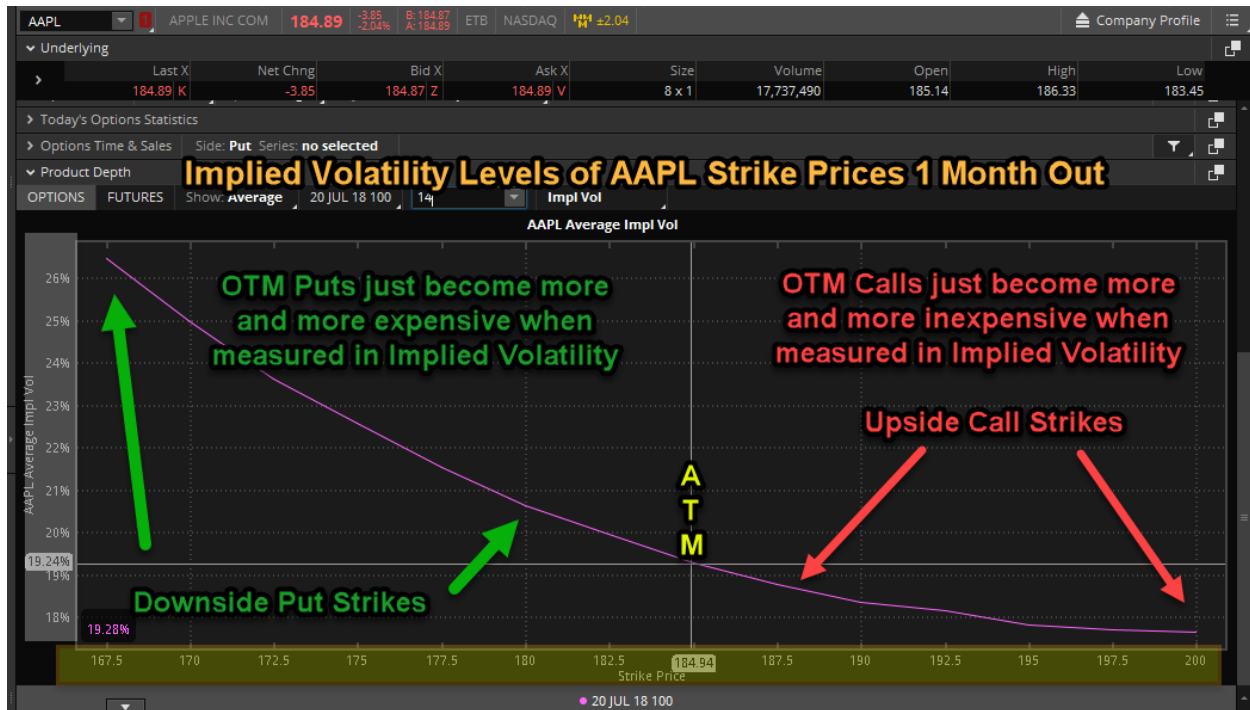 AAPL APPLE INC COM 184.89 -3.85 -2.04% B: 184.87 A: 184.89 ETB NASDAQ ±2.04 Company Profile
Underlying
Last X Net Chng Bid X Ask X Size Volume Open High Low
184.89 K -3.85 184.87 Z 184.89 V 8 x 1 17,737,490 185.14 186.33 183.45
Today's Options Statistics
Options Time & Sales Side: Put Series: no selected
Product Depth
Implied Volatility Levels of AAPL Strike Prices 1 Month Out
OPTIONS FUTURES Show: Average 20 JUL 18 100 14 Impl Vol
AAPL Average Impl Vol
OTM Puts just become more
and more expensive when
measured in Implied Volatility
OTM Calls just become more
and more inexpensive when
measured in Implied Volatility
Upside Call Strikes
A
T
M
Downside Put Strikes
AAPL Average Impl Vol
26%
25%
24%
23%
22%
21%
20%
19.24%
19%
18%
19.28%
167.5 170 172.5 175 177.5 180 182.5 184.94 187.5 190 192.5 195 197.5 200
Strike Price
20 JUL 18 100